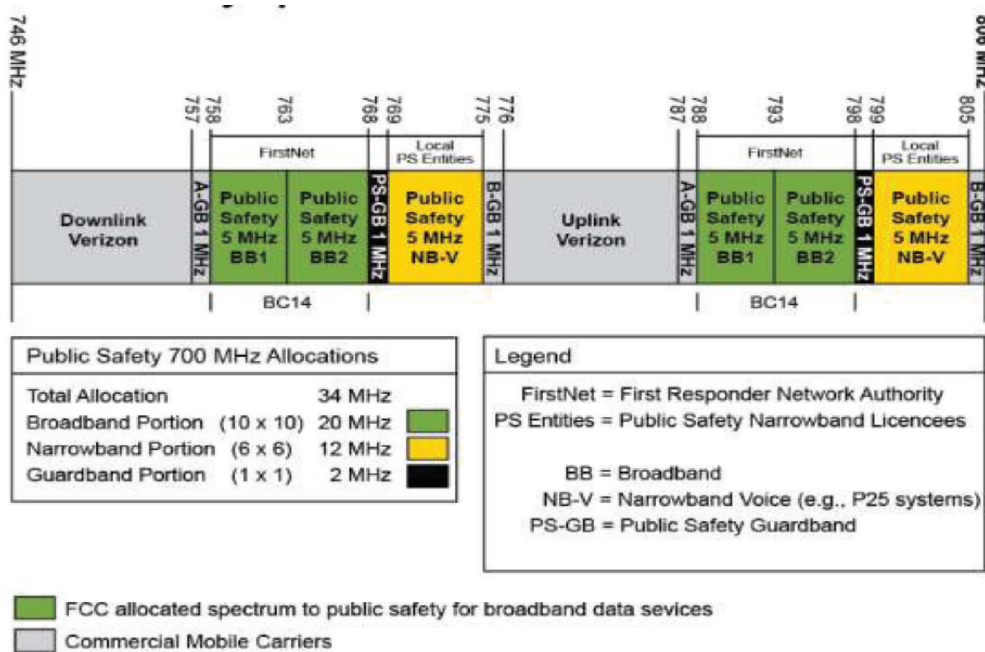 746 MHz
757
758
763
768
769
775
776
787
788
793
798
799
805
806 MHz
FirstNet
Local
PS Entities
FirstNet
Local
PS Entities
Downlink
Verizon
A-GB 1 MHz
Public
Safety
5 MHz
BB1
Public
Safety
5 MHz
BB2
PS-GB 1 MHz
Public
Safety
5 MHz
NB-V
B-GB 1 MHz
Uplink
Verizon
A-GB 1 MHz
Public
Safety
5 MHz
BB1
Public
Safety
5 MHz
BB2
PS-GB 1 MHz
Public
Safety
5 MHz
NB-V
B-GB 1 MHz
BC14
BC14
Public Safety 700 MHz Allocations
Total Allocation 34 MHz
Broadband Portion (10 x 10) 20 MHz
Narrowband Portion (6 x 6) 12 MHz
Guardband Portion (1 x 1) 2 MHz
Legend
FirstNet = First Responder Network Authority
PS Entities = Public Safety Narrowband Licencees
BB = Broadband
NB-V = Narrowband Voice (e.g., P25 systems)
PS-GB = Public Safety Guardband
FCC allocated spectrum to public safety for broadband data sevices
Commercial Mobile Carriers